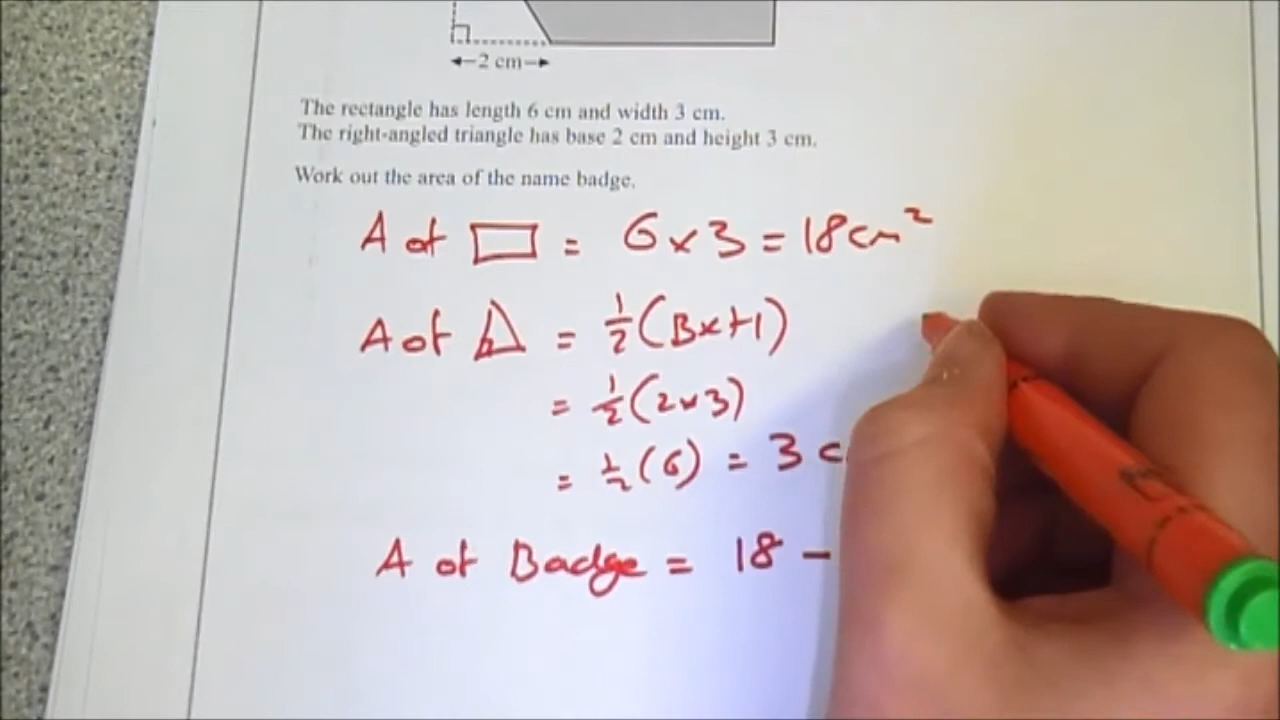 2 cm
The rectangle has length 6 cm and width 3 cm.
The right-angled triangle has base 2 cm and height 3 cm.
Work out the area of the name badge.
A of = 6 x 3 = 18 cm²
A of = 1/2 (B x H)
= 1/2 (2 x 3)
= 1/2 (6) = 3 c
A of Badge = 18 -